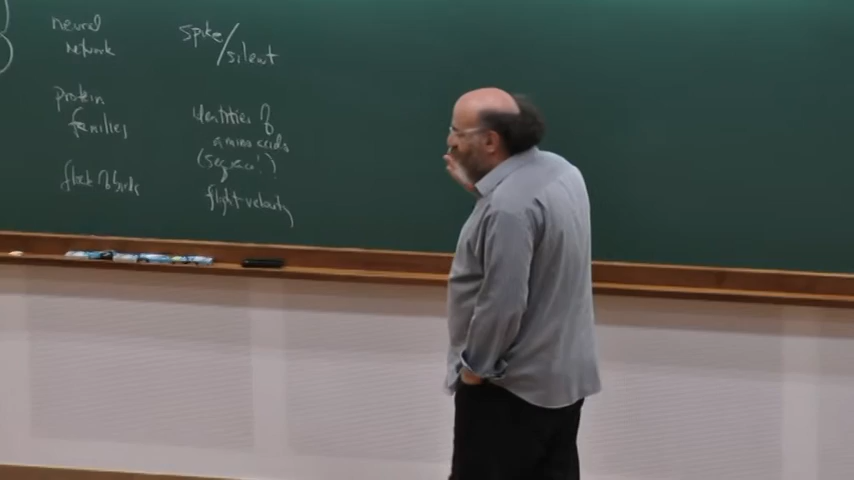 neural
network
spike/
silent
protein
families
identities of
amino acids
(sequence!)
flock of birds
flight velocity